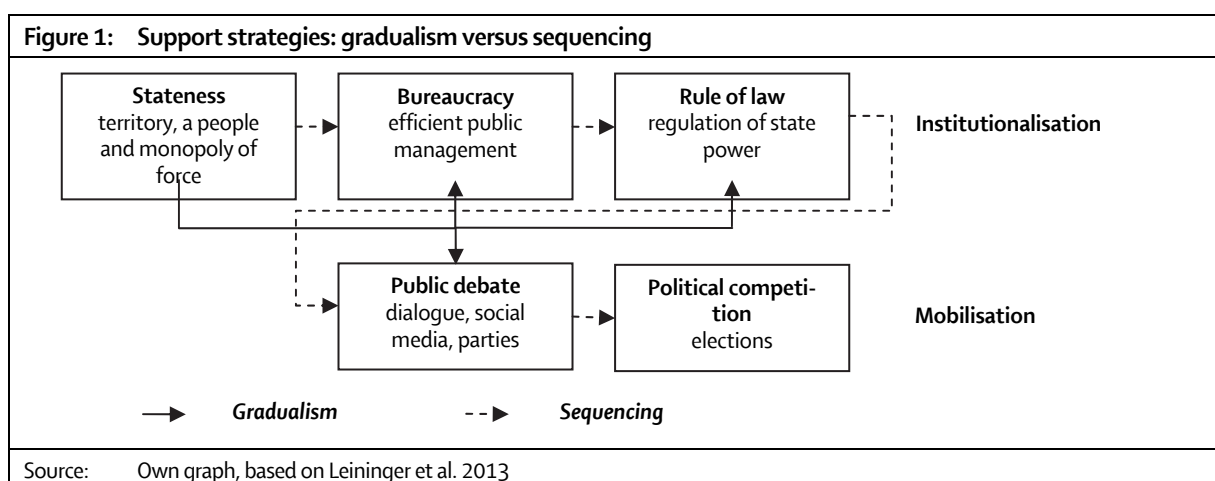 Figure 1: Support strategies: gradualism versus sequencing
Stateness
territory, a people
and monopoly of
force
Bureaucracy
efficient public
management
Rule of law
regulation of state
power
Institutionalisation
Public debate
dialogue, social
media, parties
Political competi-
tion
elections
Mobilisation
Gradualism
Sequencing
Source: Own graph, based on Leininger et al. 2013